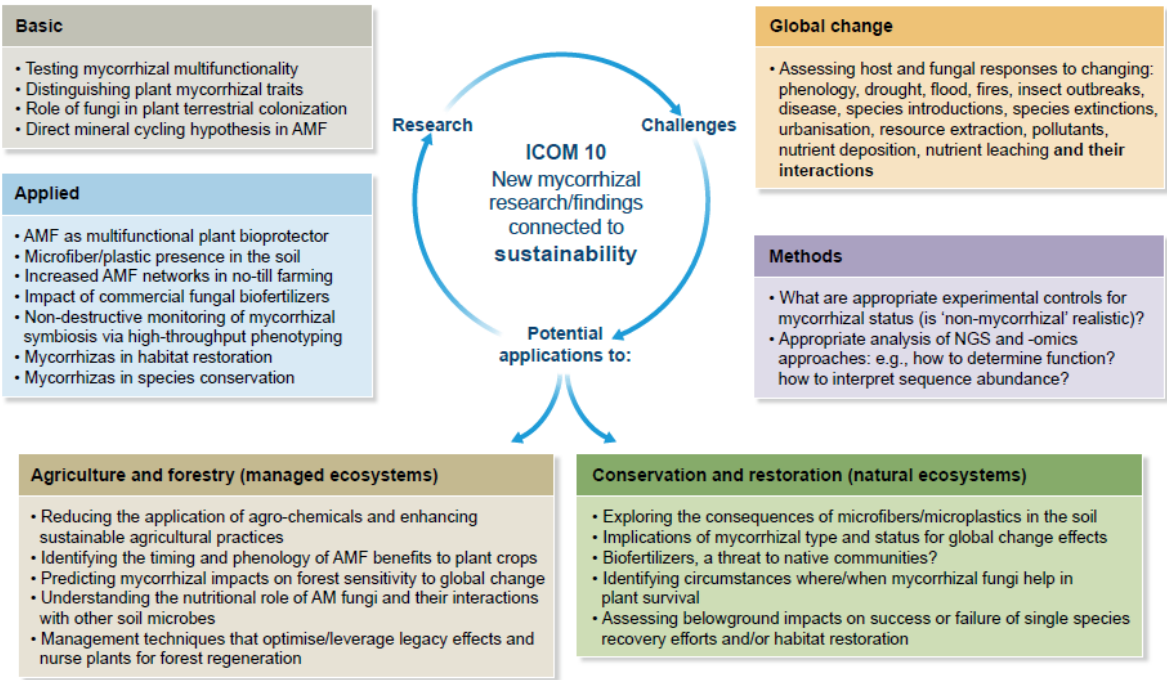 Basic
• Testing mycorrhizal multifunctionality
• Distinguishing plant mycorrhizal traits
• Role of fungi in plant terrestrial colonization
• Direct mineral cycling hypothesis in AMF
Applied
• AMF as multifunctional plant bioprotector
• Microfiber/plastic presence in the soil
• Increased AMF networks in no-till farming
• Impact of commercial fungal biofertilizers
• Non-destructive monitoring of mycorrhizal
symbiosis via high-throughput phenotyping
• Mycorrhizas in habitat restoration
• Mycorrhizas in species conservation
Research
Challenges
ICOM 10
New mycorrhizal
research/findings
connected to
sustainability
Potential
applications to:
Global change
• Assessing host and fungal responses to changing:
phenology, drought, flood, fires, insect outbreaks,
disease, species introductions, species extinctions,
urbanisation, resource extraction, pollutants,
nutrient deposition, nutrient leaching and their
interactions
Methods
• What are appropriate experimental controls for
mycorrhizal status (is ‘non-mycorrhizal’ realistic)?
• Appropriate analysis of NGS and -omics
approaches: e.g., how to determine function?
how to interpret sequence abundance?
Agriculture and forestry (managed ecosystems)
• Reducing the application of agro-chemicals and enhancing
sustainable agricultural practices
• Identifying the timing and phenology of AMF benefits to plant crops
• Predicting mycorrhizal impacts on forest sensitivity to global change
• Understanding the nutritional role of AM fungi and their interactions
with other soil microbes
• Management techniques that optimise/leverage legacy effects and
nurse plants for forest regeneration
Conservation and restoration (natural ecosystems)
• Exploring the consequences of microfibers/microplastics in the soil
• Implications of mycorrhizal type and status for global change effects
• Biofertilizers, a threat to native communities?
• Identifying circumstances where/when mycorrhizal fungi help in
plant survival
• Assessing belowground impacts on success or failure of single species
recovery efforts and/or habitat restoration